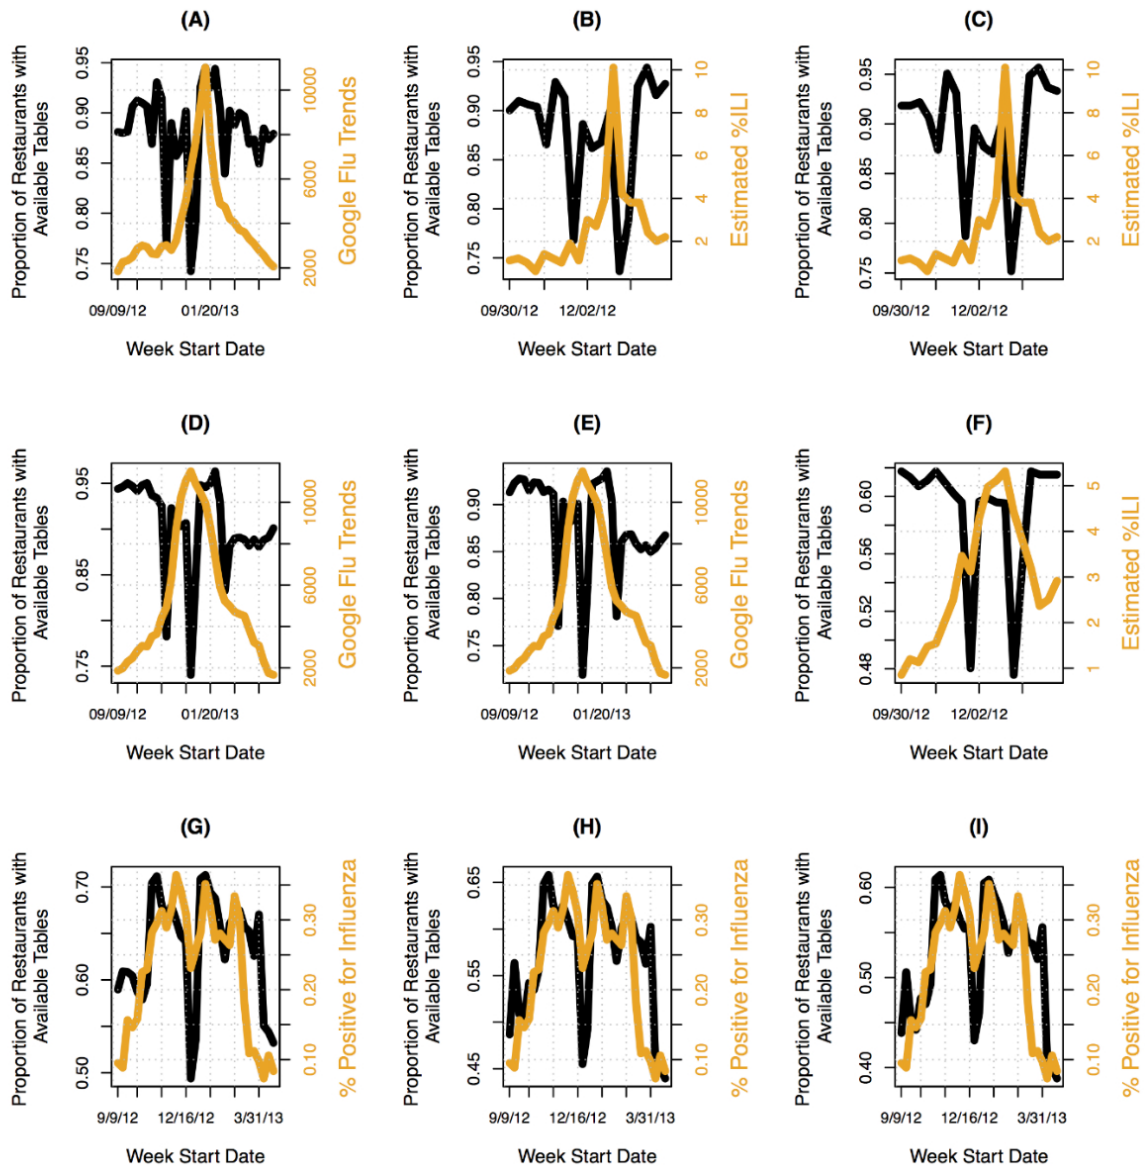 (A)
Proportion of Restaurants with
Available Tables
0.75 0.80 0.85 0.90 0.95
2000 6000 10000
Google Flu Trends
09/09/12 01/20/13
Week Start Date
(B)
Proportion of Restaurants with
Available Tables
0.75 0.80 0.85 0.90 0.95
2 4 6 8 10
Estimated %ILI
09/30/12 12/02/12
Week Start Date
(C)
Proportion of Restaurants with
Available Tables
0.75 0.80 0.85 0.90 0.95
2 4 6 8 10
Estimated %ILI
09/30/12 12/02/12
Week Start Date
(D)
Proportion of Restaurants with
Available Tables
0.75 0.85 0.95
2000 6000 10000
Google Flu Trends
09/09/12 01/20/13
Week Start Date
(E)
Proportion of Restaurants with
Available Tables
0.75 0.80 0.85 0.90
2000 6000 10000
Google Flu Trends
09/09/12 01/20/13
Week Start Date
(F)
Proportion of Restaurants with
Available Tables
0.48 0.52 0.56 0.60
1 2 3 4 5
Estimated %ILI
09/30/12 12/02/12
Week Start Date
(G)
Proportion of Restaurants with
Available Tables
0.50 0.60 0.70
0.10 0.20 0.30
% Positive for Influenza
9/9/12 12/16/12 3/31/13
Week Start Date
(H)
Proportion of Restaurants with
Available Tables
0.45 0.55 0.65
0.10 0.20 0.30
% Positive for Influenza
9/9/12 12/16/12 3/31/13
Week Start Date
(I)
Proportion of Restaurants with
Available Tables
0.40 0.50 0.60
0.10 0.20 0.30
% Positive for Influenza
9/9/12 12/16/12 3/31/13
Week Start Date